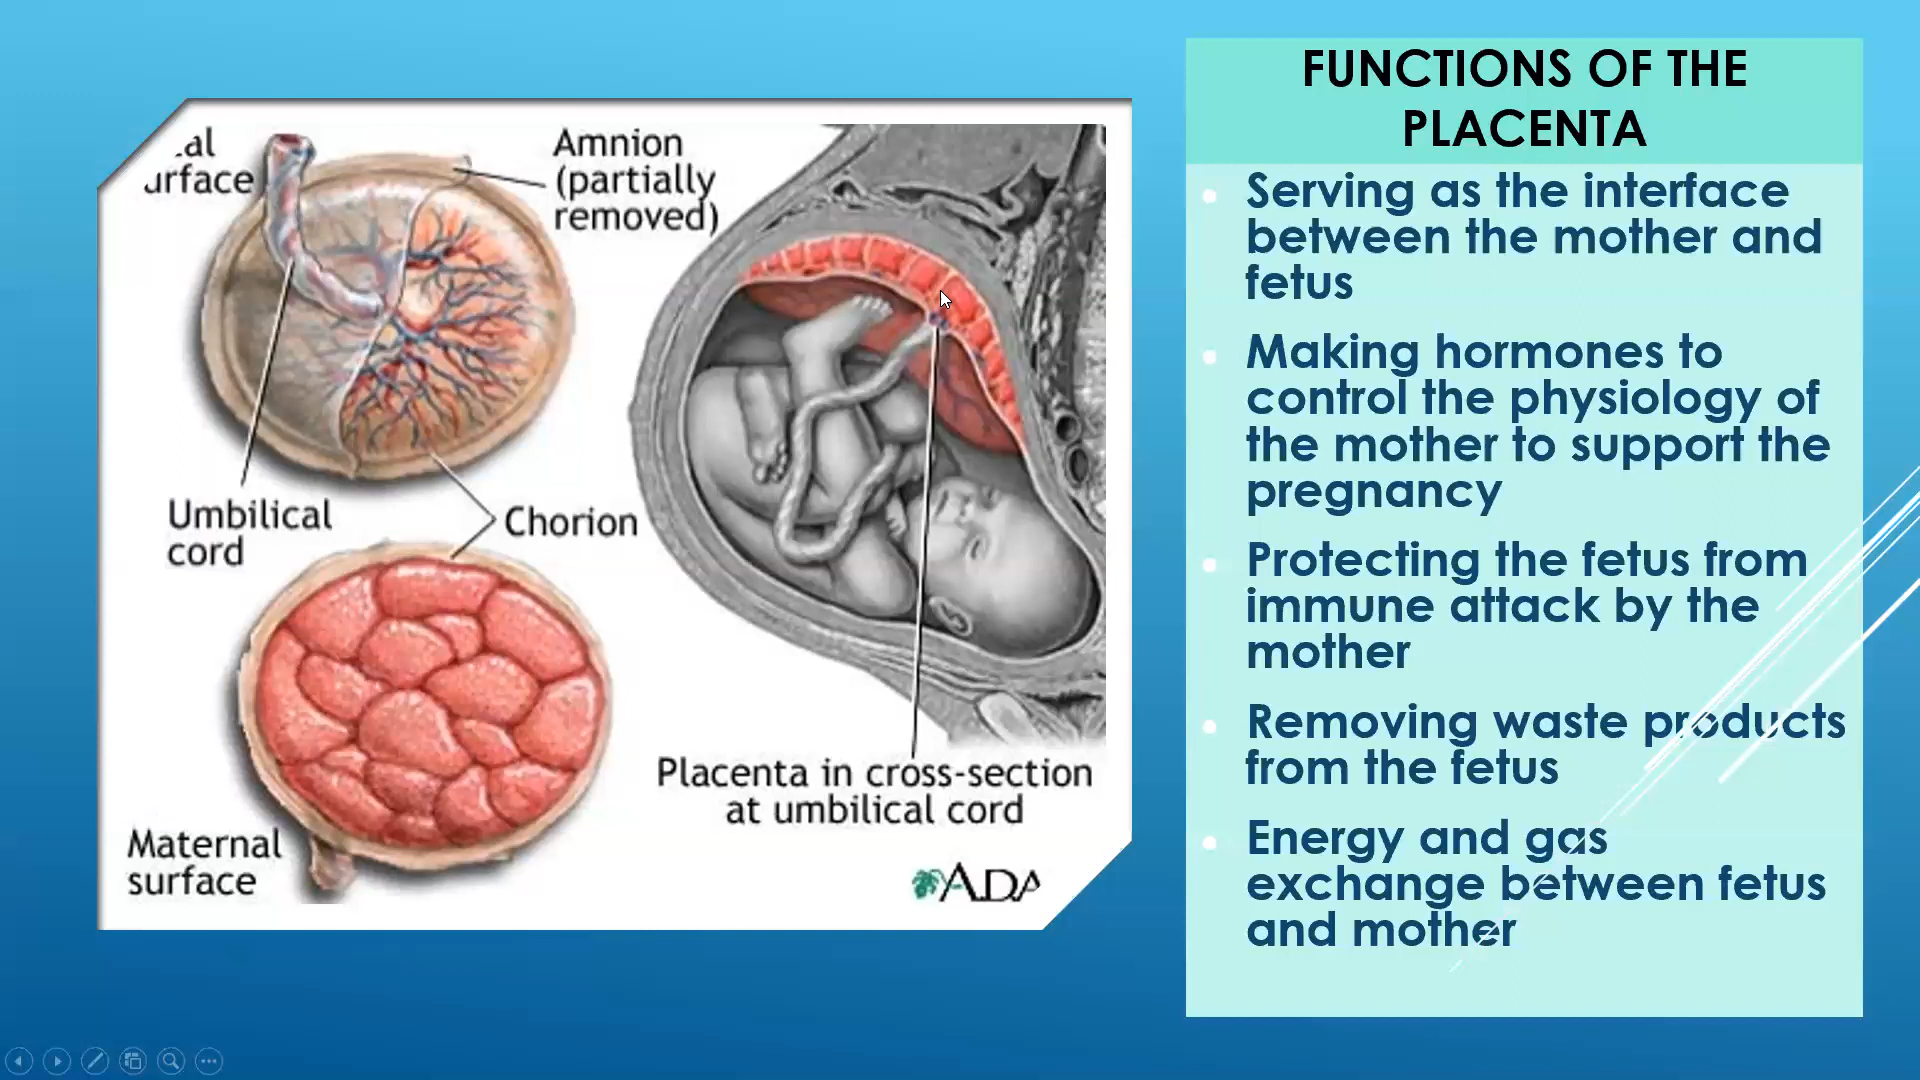 surface
Amnion
(partially
removed)
Umbilical
cord
Chorion
Maternal
surface
Placenta in cross-section
at umbilical cord
ADA
FUNCTIONS OF THE
PLACENTA
Serving as the interface
between the mother and
fetus
Making hormones to
control the physiology of
the mother to support the
pregnancy
Protecting the fetus from
immune attack by the
mother
Removing waste products
from the fetus
Energy and gas
exchange between fetus
and mother